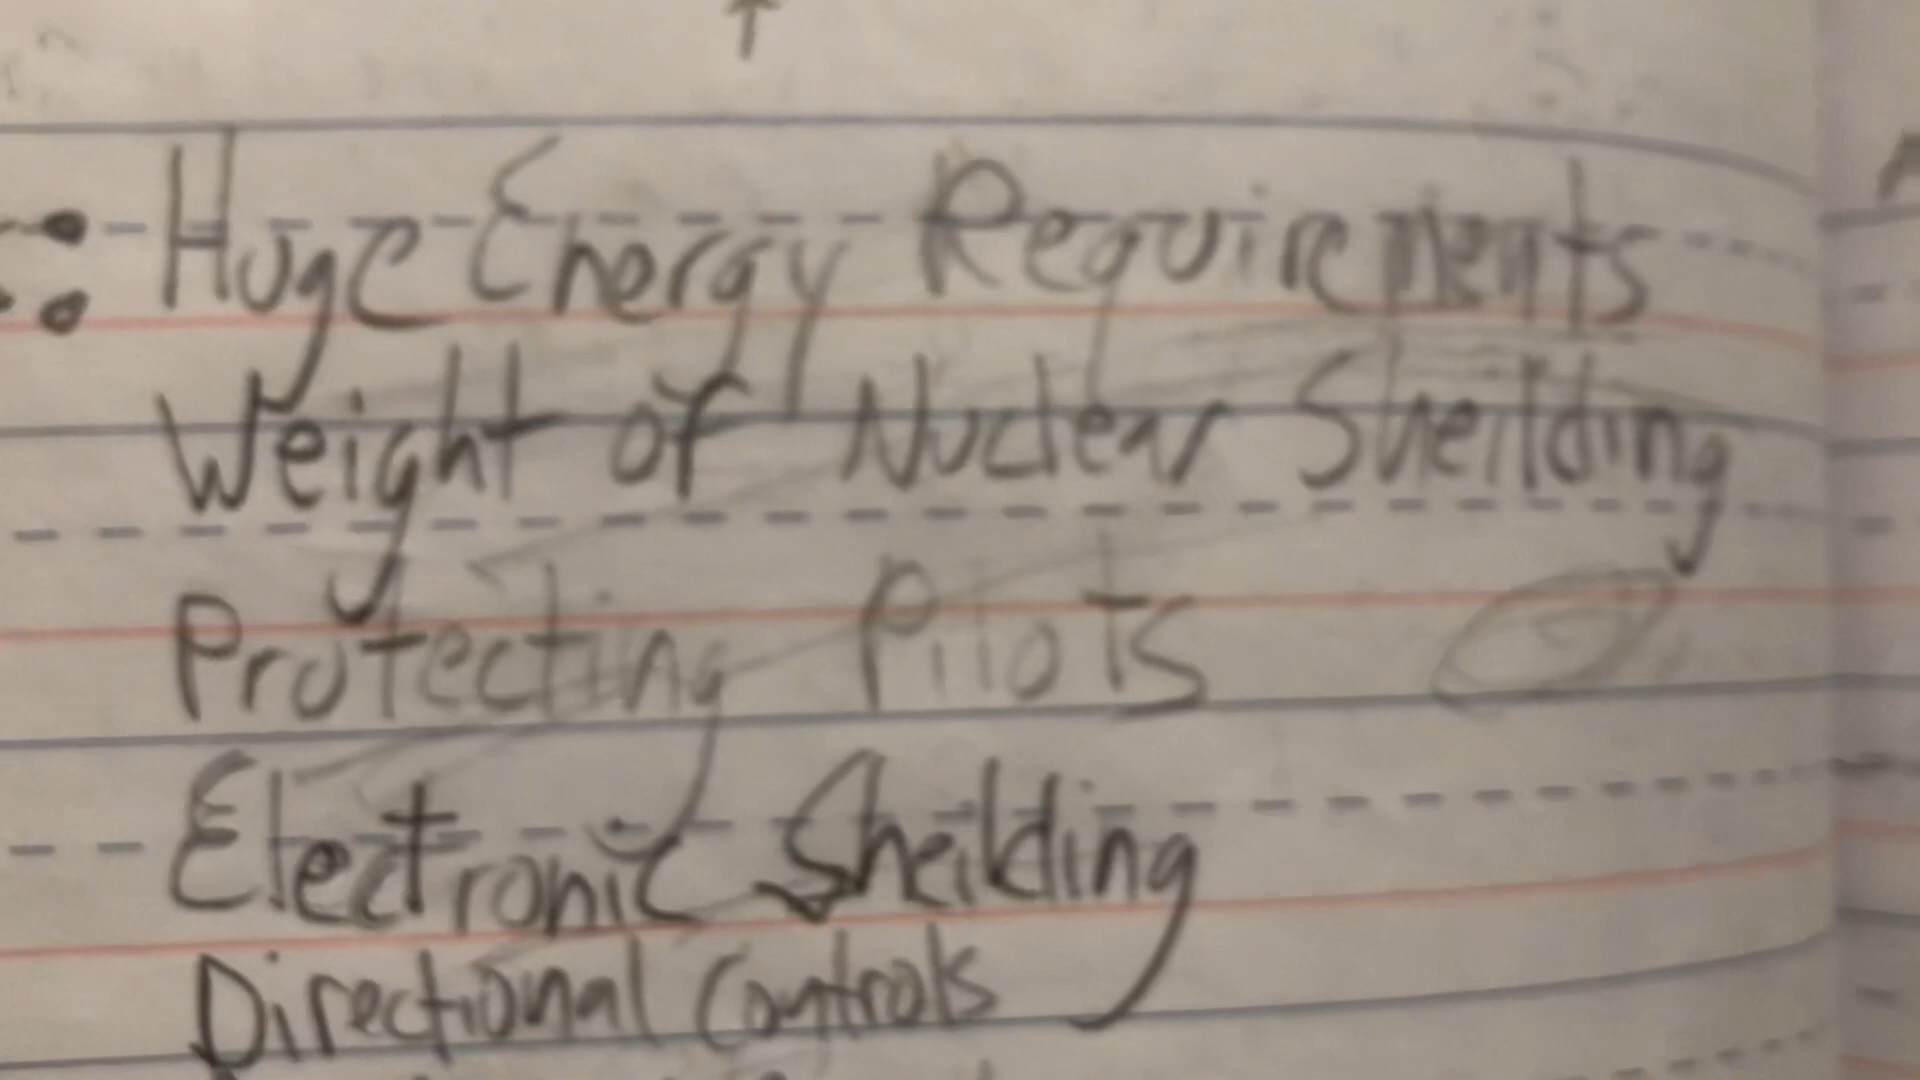 Huge Energy Requirements
Weight of Nuclear Sheilding
Protecting Pilots
Electronic Sheilding
Directional Controls